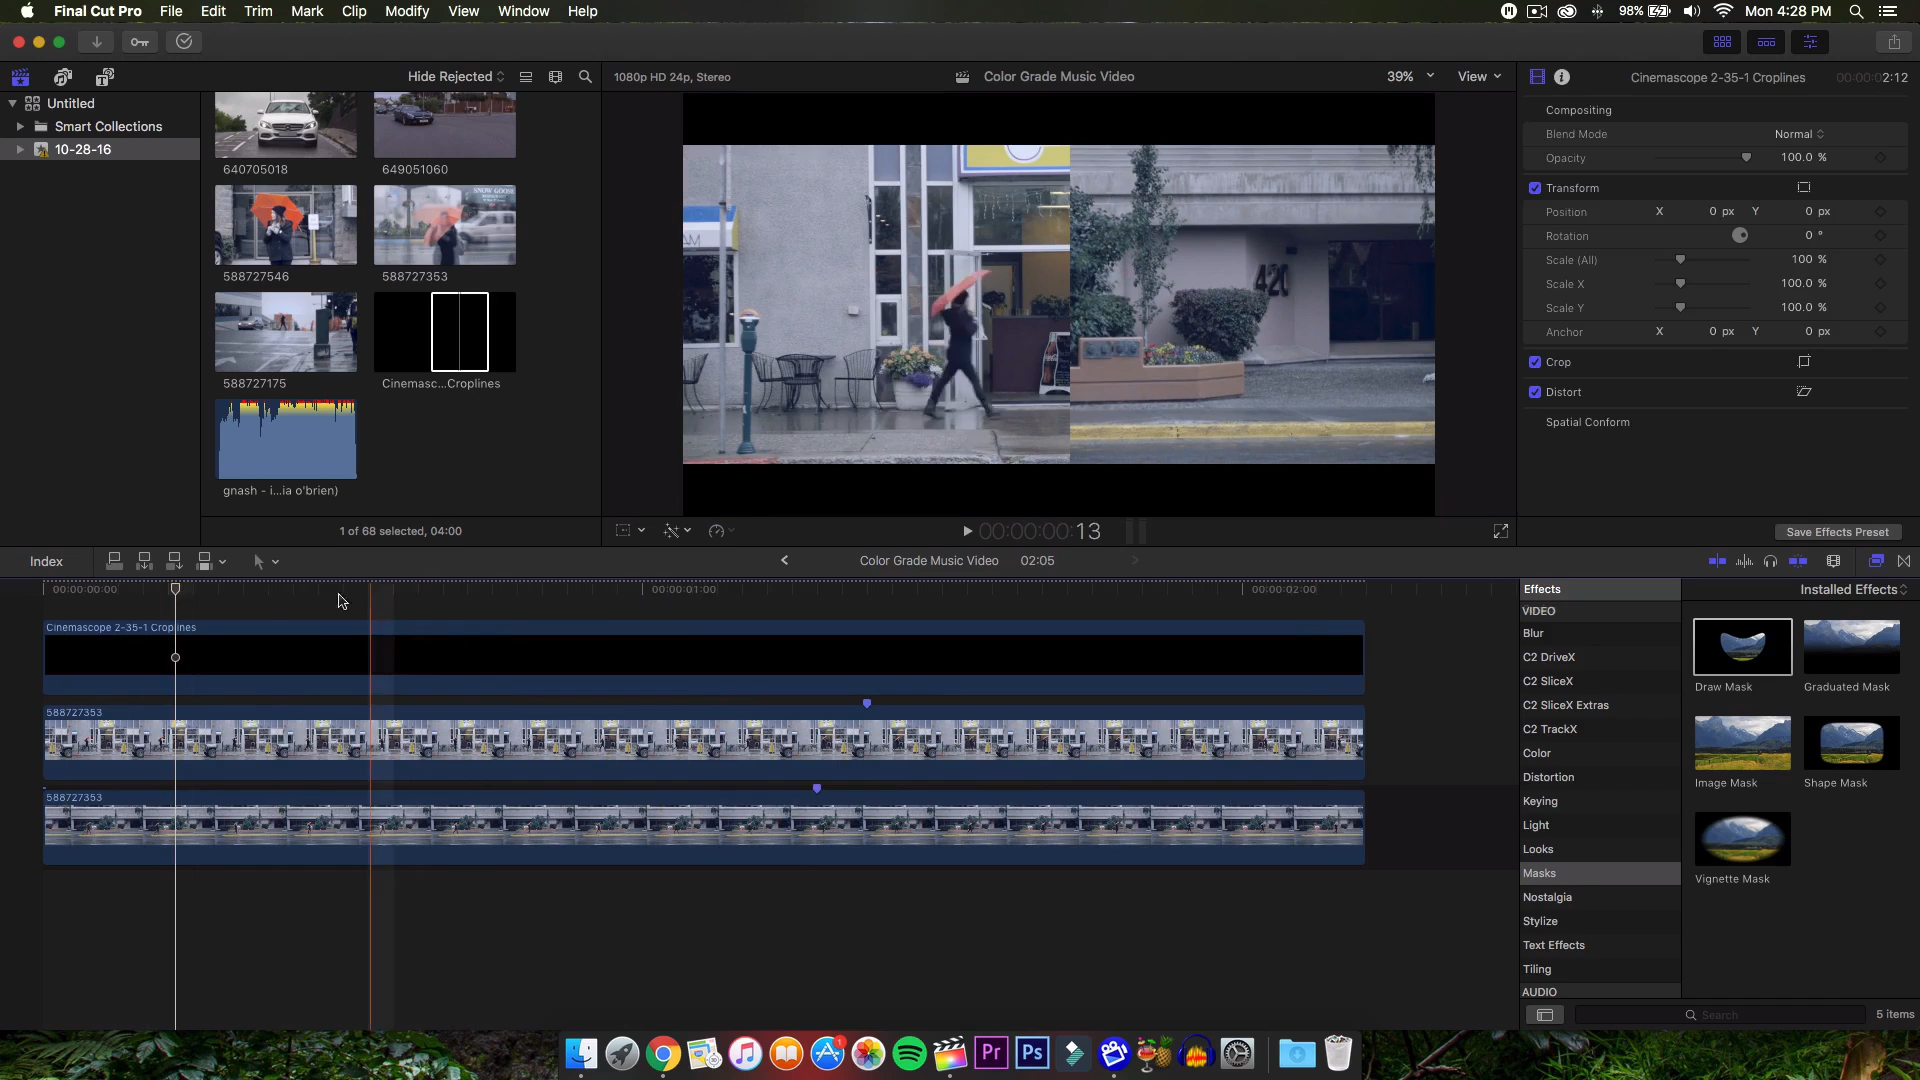 Final Cut Pro File Edit Trim Mark Clip Modify View Window Help
98% Mon 4:28 PM
Hide Rejected
1080p HD 24p, Stereo
Color Grade Music Video
39%
View
Cinemascope 2-35-1 Croplines
00:00:02:12
Untitled
Smart Collections
10-28-16
640705018
649051060
588727546
588727353
SNOW GOOSE
588727175
Cinemasc...Croplines
gnash - i...ia o'brien)
1 of 68 selected, 04:00
420
00:00:00:13
Compositing
Blend Mode
Normal
Opacity
100.0 %
Transform
Position
X 0 px Y 0 px
Rotation
0 °
Scale (All)
100 %
Scale X
100.0 %
Scale Y
100.0 %
Anchor
X 0 px Y 0 px
Crop
Distort
Spatial Conform
Save Effects Preset
Index
Color Grade Music Video 02:05
00:00:00:00
00:00:01:00
00:00:02:00
Cinemascope 2-35-1 Croplines
588727353
588727353
Effects
Installed Effects
VIDEO
Blur
C2 DriveX
C2 SliceX
C2 SliceX Extras
C2 TrackX
Color
Distortion
Keying
Light
Looks
Masks
Nostalgia
Stylize
Text Effects
Tiling
AUDIO
Draw Mask
Graduated Mask
Image Mask
Shape Mask
Vignette Mask
Search
5 items
1
Pr
Ps